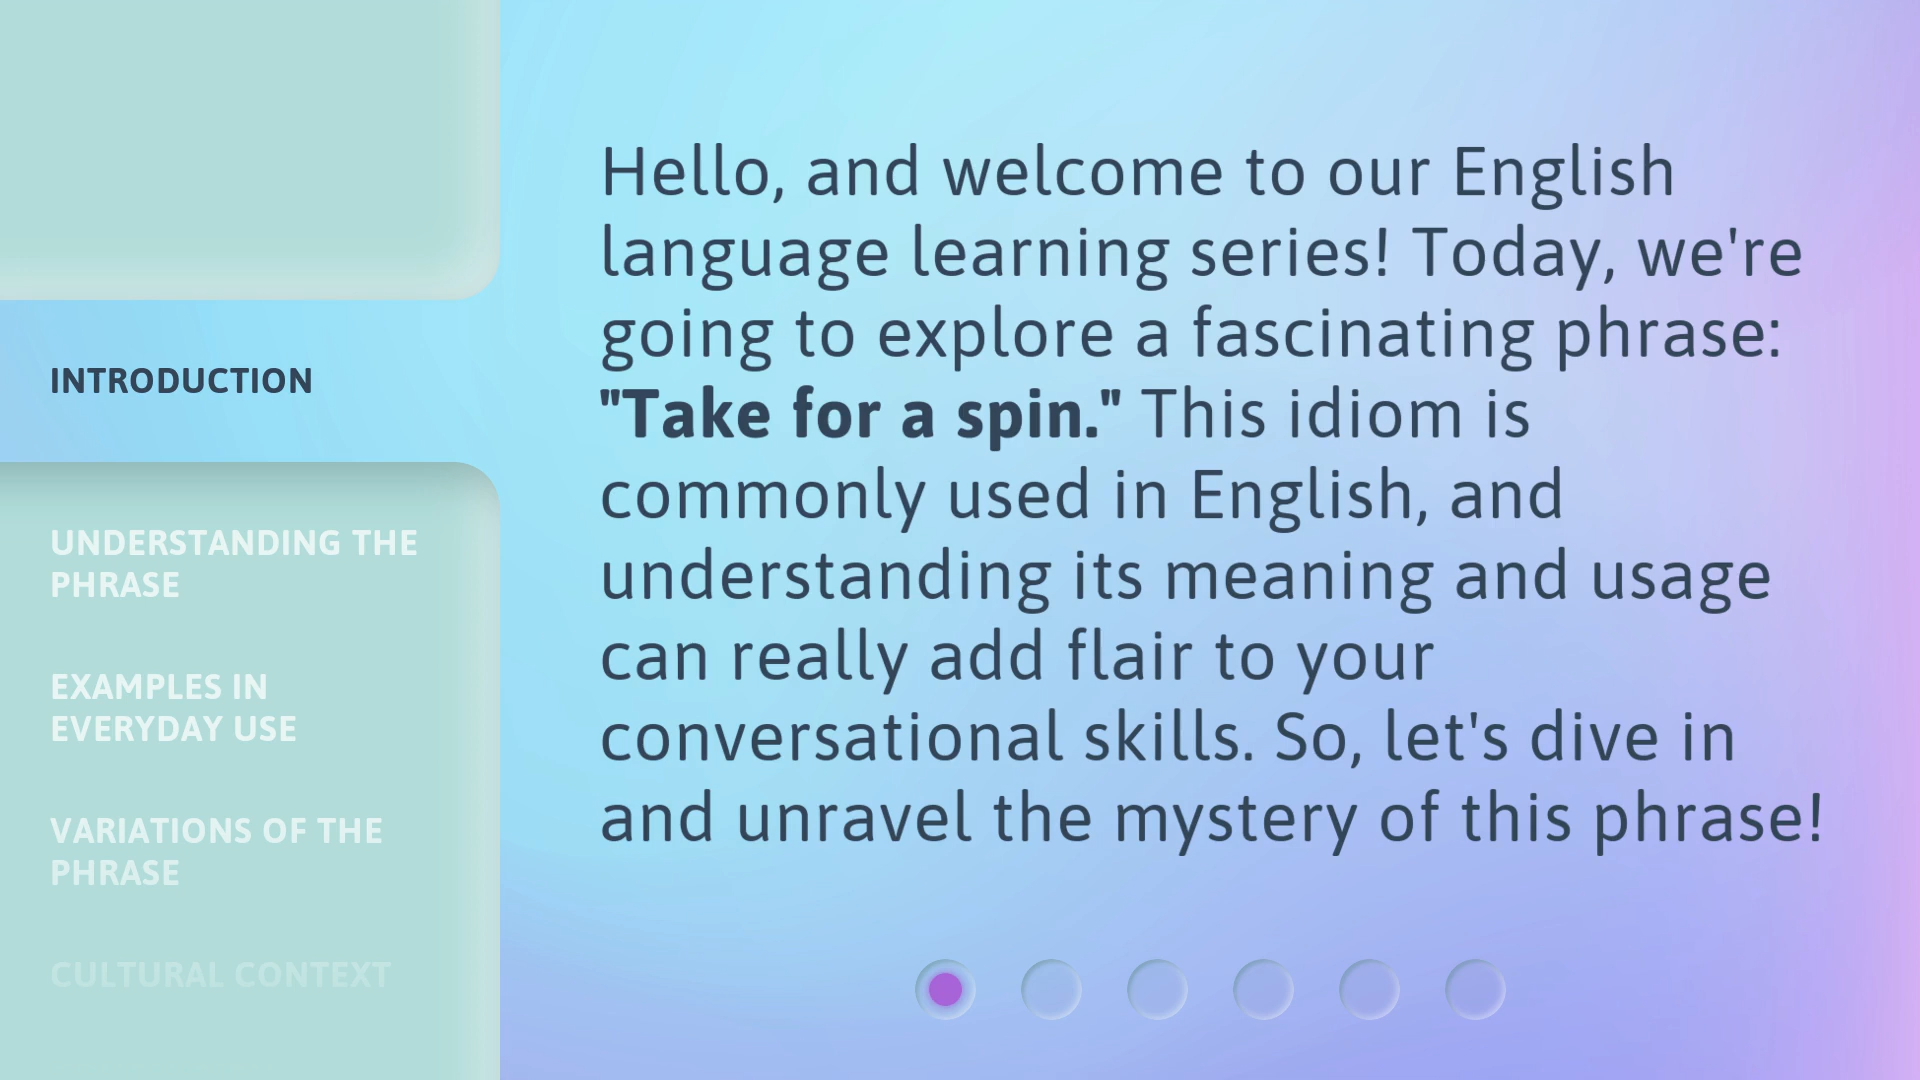 INTRODUCTION
UNDERSTANDING THE
PHRASE
EXAMPLES IN
EVERYDAY USE
VARIATIONS OF THE
PHRASE
CULTURAL CONTEXT
Hello, and welcome to our English
language learning series! Today, we're
going to explore a fascinating phrase:
"Take for a spin." This idiom is
commonly used in English, and
understanding its meaning and usage
can really add flair to your
conversational skills. So, let's dive in
and unravel the mystery of this phrase!